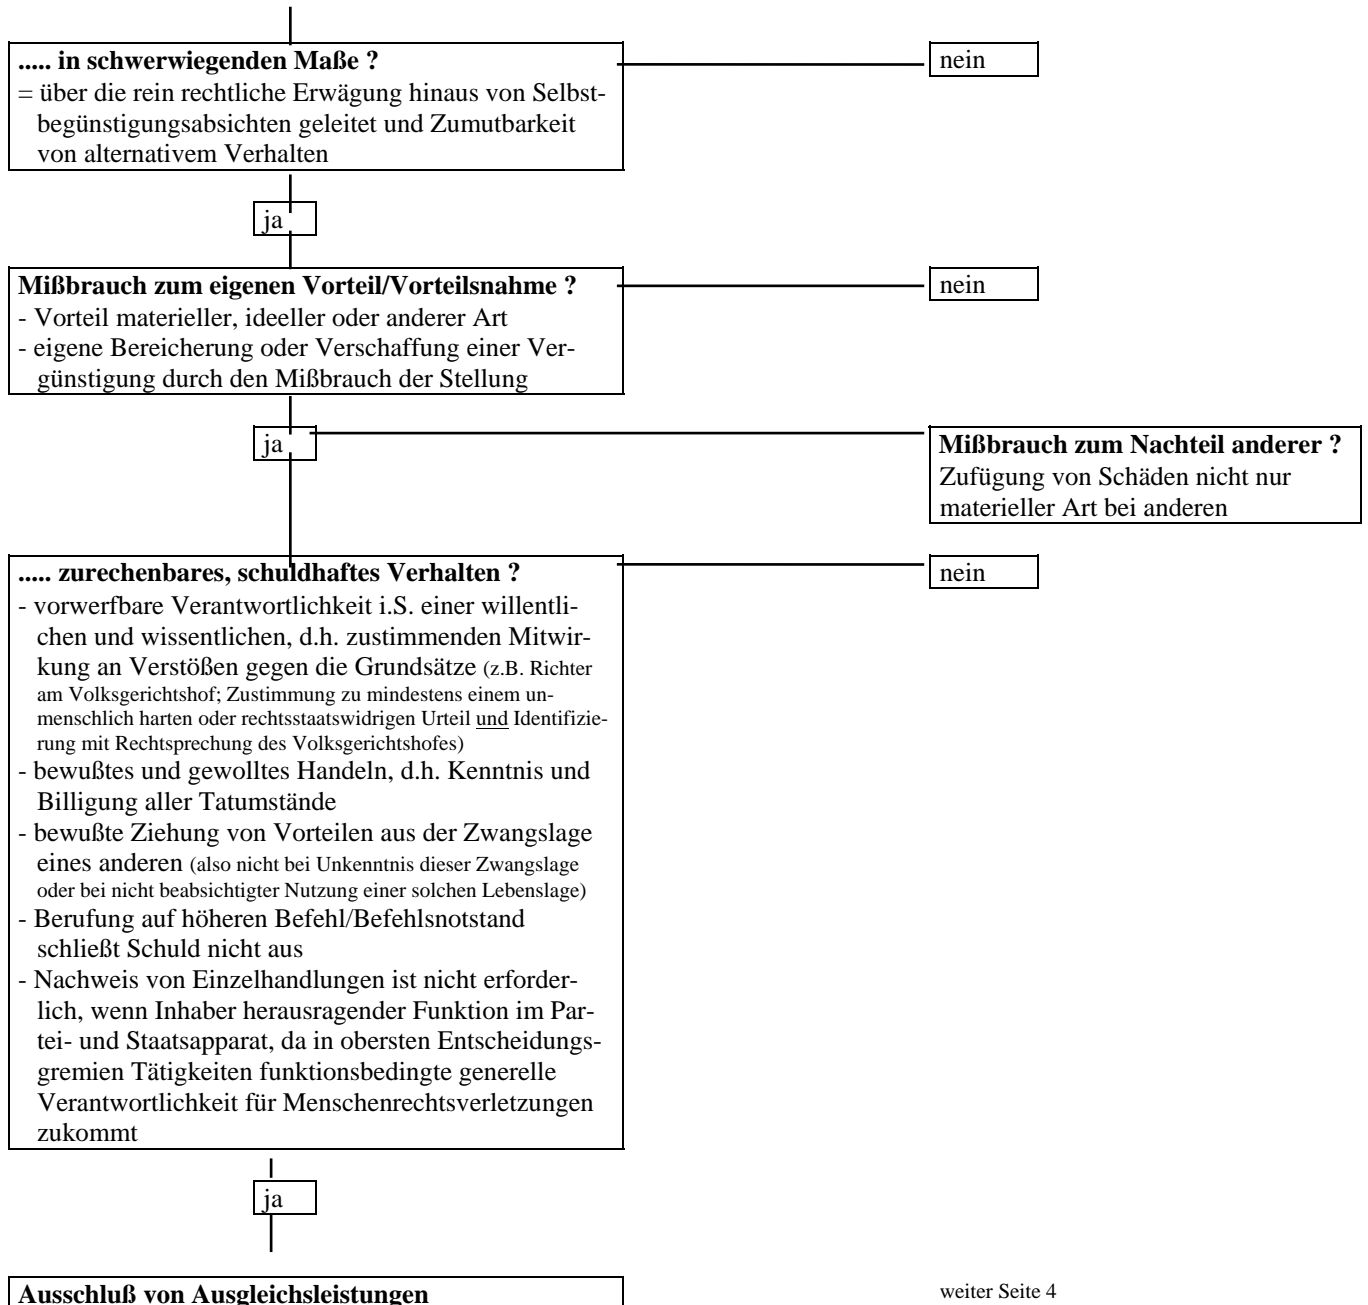 ..... in schwerwiegenden Maße ?
nein
= über die rein rechtliche Erwägung hinaus von Selbst-
begünstigungsabsichten geleitet und Zumutbarkeit
von alternativem Verhalten
ja
Mißbrauch zum eigenen Vorteil/Vorteilsnahme ?
nein
- Vorteil materieller, ideeller oder anderer Art
- eigene Bereicherung oder Verschaffung einer Ver-
günstigung durch den Mißbrauch der Stellung
ja
Mißbrauch zum Nachteil anderer ?
Zufügung von Schäden nicht nur
materieller Art bei anderen
..... zurechenbares, schuldhaftes Verhalten ?
nein
- vorwerfbare Verantwortlichkeit i.S. einer willentli-
chen und wissentlichen, d.h. zustimmenden Mitwir-
kung an Verstößen gegen die Grundsätze (z.B. Richter
am Volksgerichtshof; Zustimmung zu mindestens einem un-
menschlich harten oder rechtsstaatswidrigen Urteil und Identifizie-
rung mit Rechtsprechung des Volksgerichtshofes)
- bewußtes und gewolltes Handeln, d.h. Kenntnis und
Billigung aller Tatumstände
- bewußte Ziehung von Vorteilen aus der Zwangslage
eines anderen (also nicht bei Unkenntnis dieser Zwangslage
oder bei nicht beabsichtigter Nutzung einer solchen Lebenslage)
- Berufung auf höheren Befehl/Befehlsnotstand
schließt Schuld nicht aus
- Nachweis von Einzelhandlungen ist nicht erforder-
lich, wenn Inhaber herausragender Funktion im Par-
tei- und Staatsapparat, da in obersten Entscheidungs-
gremien Tätigkeiten funktionsbedingte generelle
Verantwortlichkeit für Menschenrechtsverletzungen
zukommt
ja
Ausschluß von Ausgleichsleistungen
weiter Seite 4